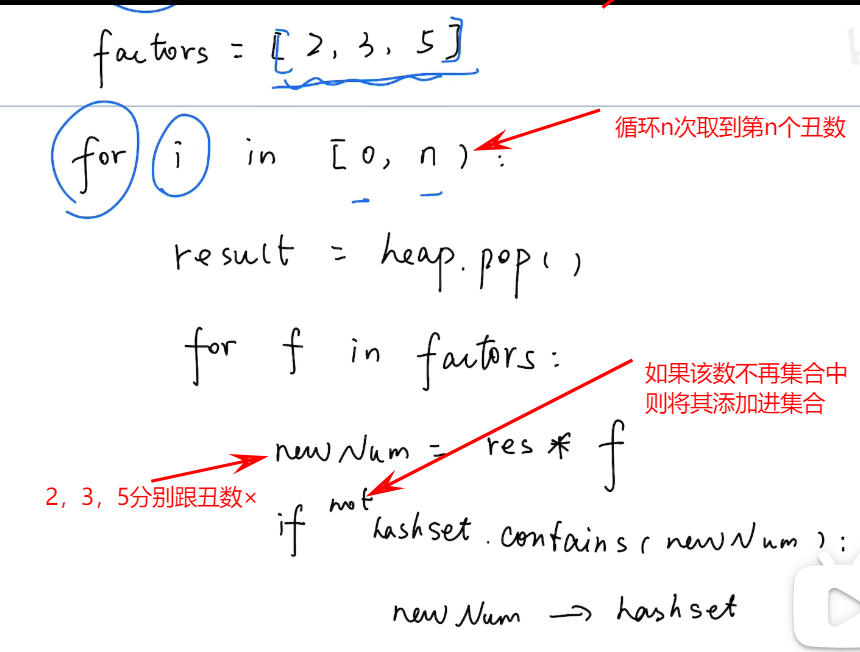 factors = [2, 3, 5]
for i in [0, n):
循环n次取到第n个丑数
result = heap.pop()
for f in factors:
如果该数不再集合中
则将其添加进集合
newNum = res * f
2，3，5分别跟丑数×
if not hashset.contains(newNum):
newNum → hashset